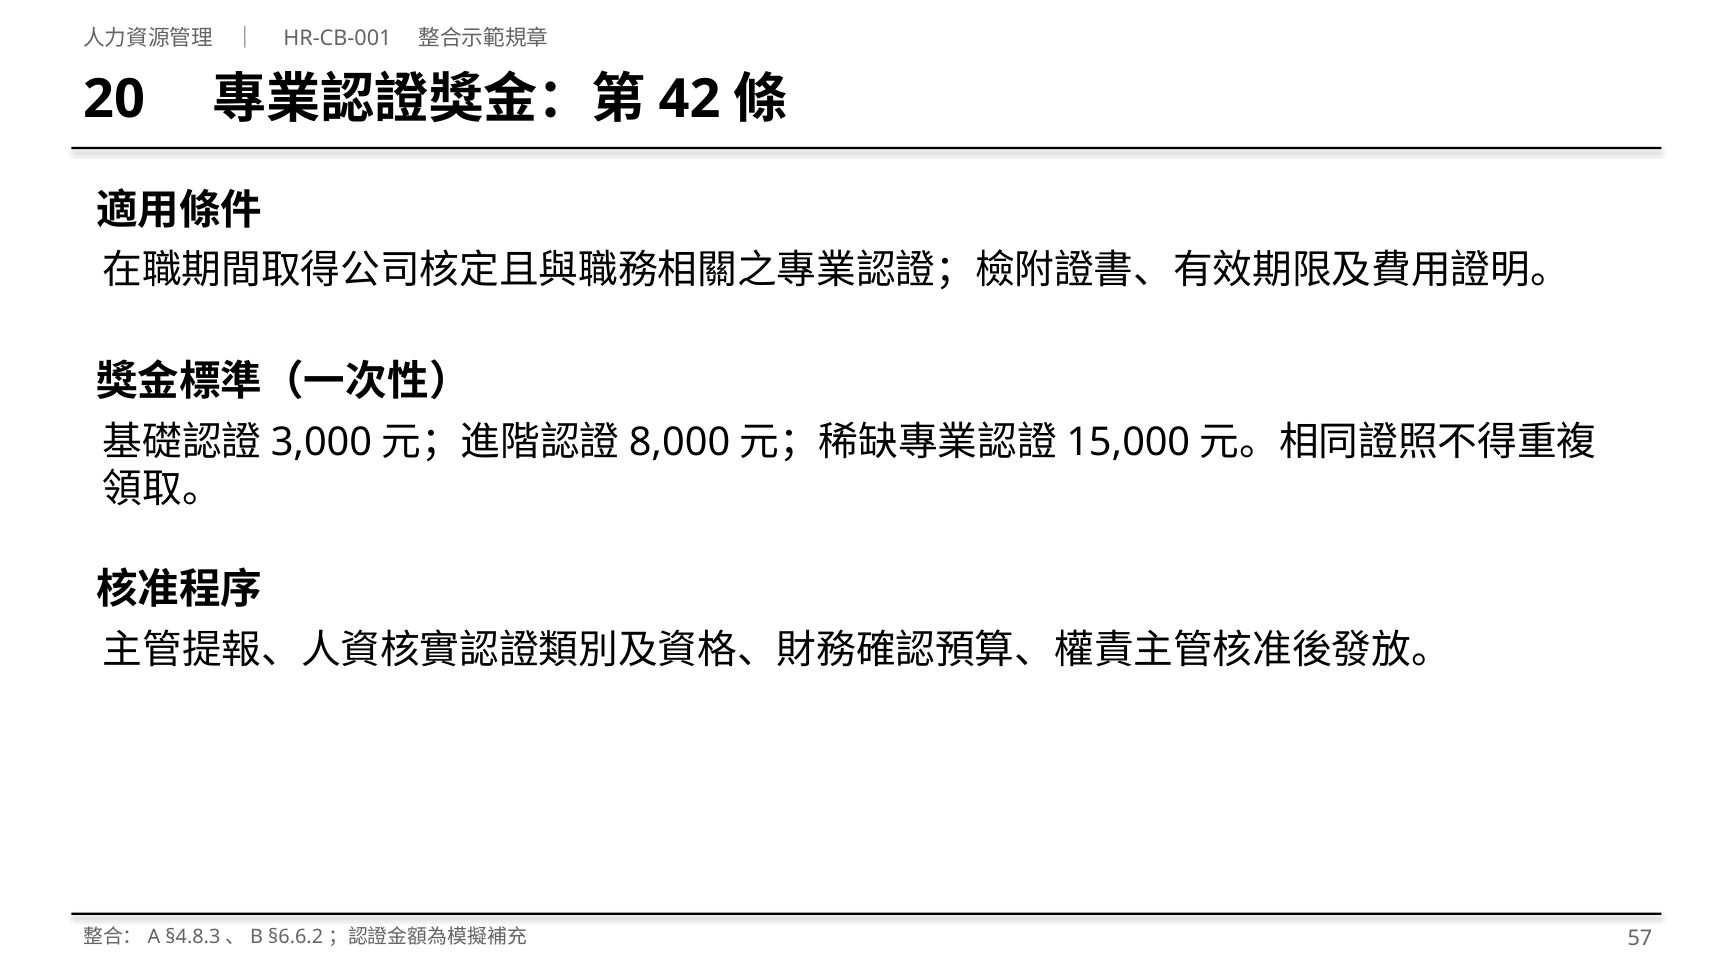 人力資源管理 ｜ HR-CB-001 整合示範規章
20 專業認證獎金：第 42 條
適用條件
在職期間取得公司核定且與職務相關之專業認證；檢附證書、有效期限及費用證明。
獎金標準（一次性）
基礎認證 3,000 元；進階認證 8,000 元；稀缺專業認證 15,000 元。相同證照不得重複
領取。
核准程序
主管提報、人資核實認證類別及資格、財務確認預算、權責主管核准後發放。
整合： A §4.8.3 、 B §6.6.2 ；認證金額為模擬補充
57